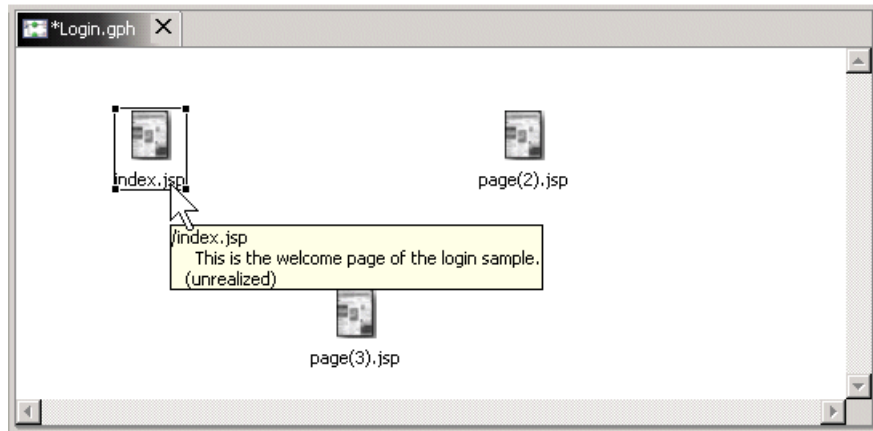 *Login.gph
index.jsp
page(2).jsp
/index.jsp
This is the welcome page of the login sample.
(unrealized)
page(3).jsp